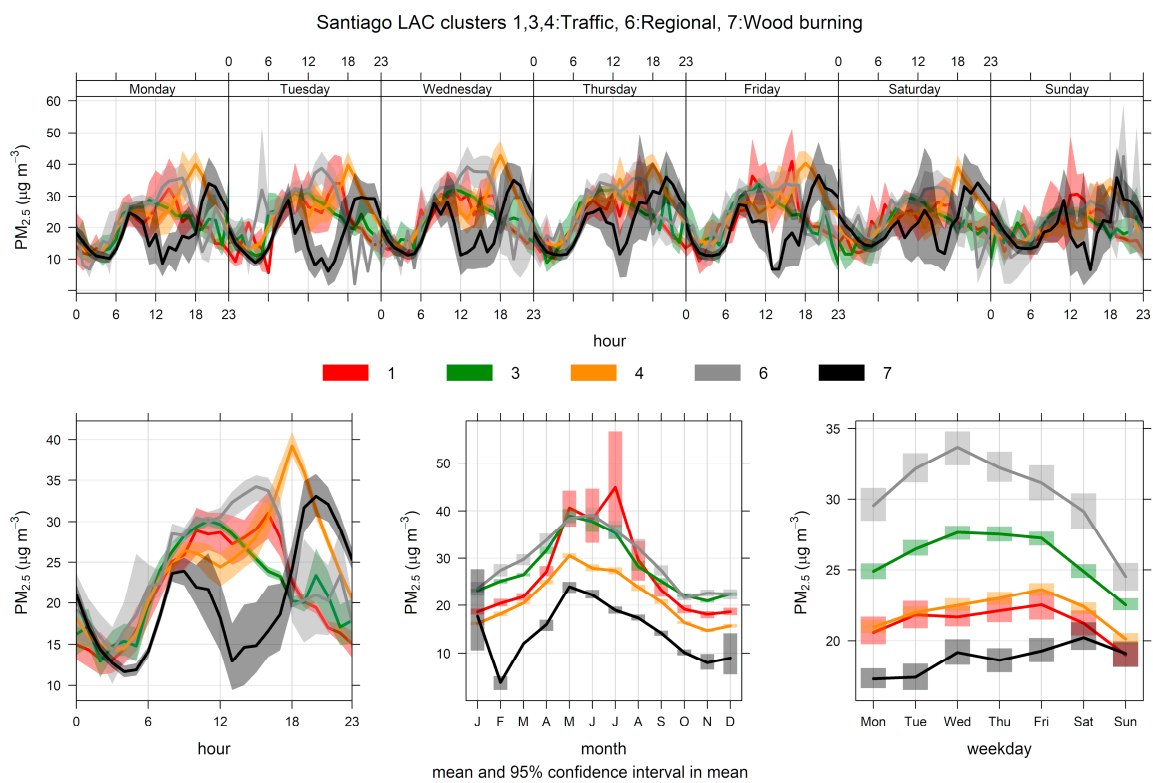 Santiago LAC clusters 1,3,4:Traffic, 6:Regional, 7:Wood burning
0 6 12 18 23 0 6 12 18 23 0 6 12 18 23
Monday Tuesday Wednesday Thursday Friday Saturday Sunday
60
50
40
30
20
10
PM2.5 (µg m−3)
0 6 12 18 23 0 6 12 18 23 0 6 12 18 23 0 6 12 18 23
hour
1 3 4 6 7
40
35
30
25
20
15
10
PM2.5 (µg m−3)
0 6 12 18 23
hour
50
40
30
20
10
PM2.5 (µg m−3)
J F M A M J J A S O N D
month
35
30
25
20
PM2.5 (µg m−3)
Mon Tue Wed Thu Fri Sat Sun
weekday
mean and 95% confidence interval in mean